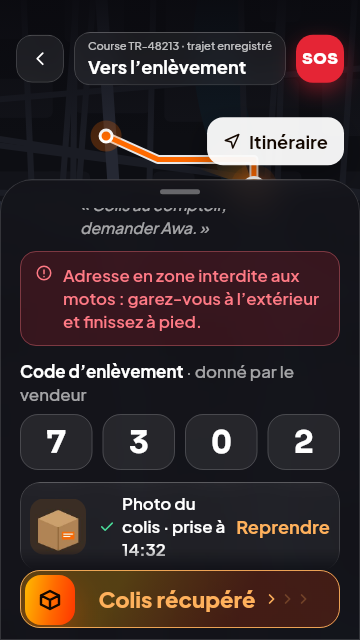 Course TR-48213 · trajet enregistré
Vers l’enlèvement
SOS
Itinéraire
« Colis au comptoir,
demander Awa. »
Adresse en zone interdite aux
motos : garez-vous à l’extérieur
et finissez à pied.
Code d’enlèvement · donné par le
vendeur
7 3 0 2
Photo du
colis · prise à
14:32
Reprendre
Colis récupéré